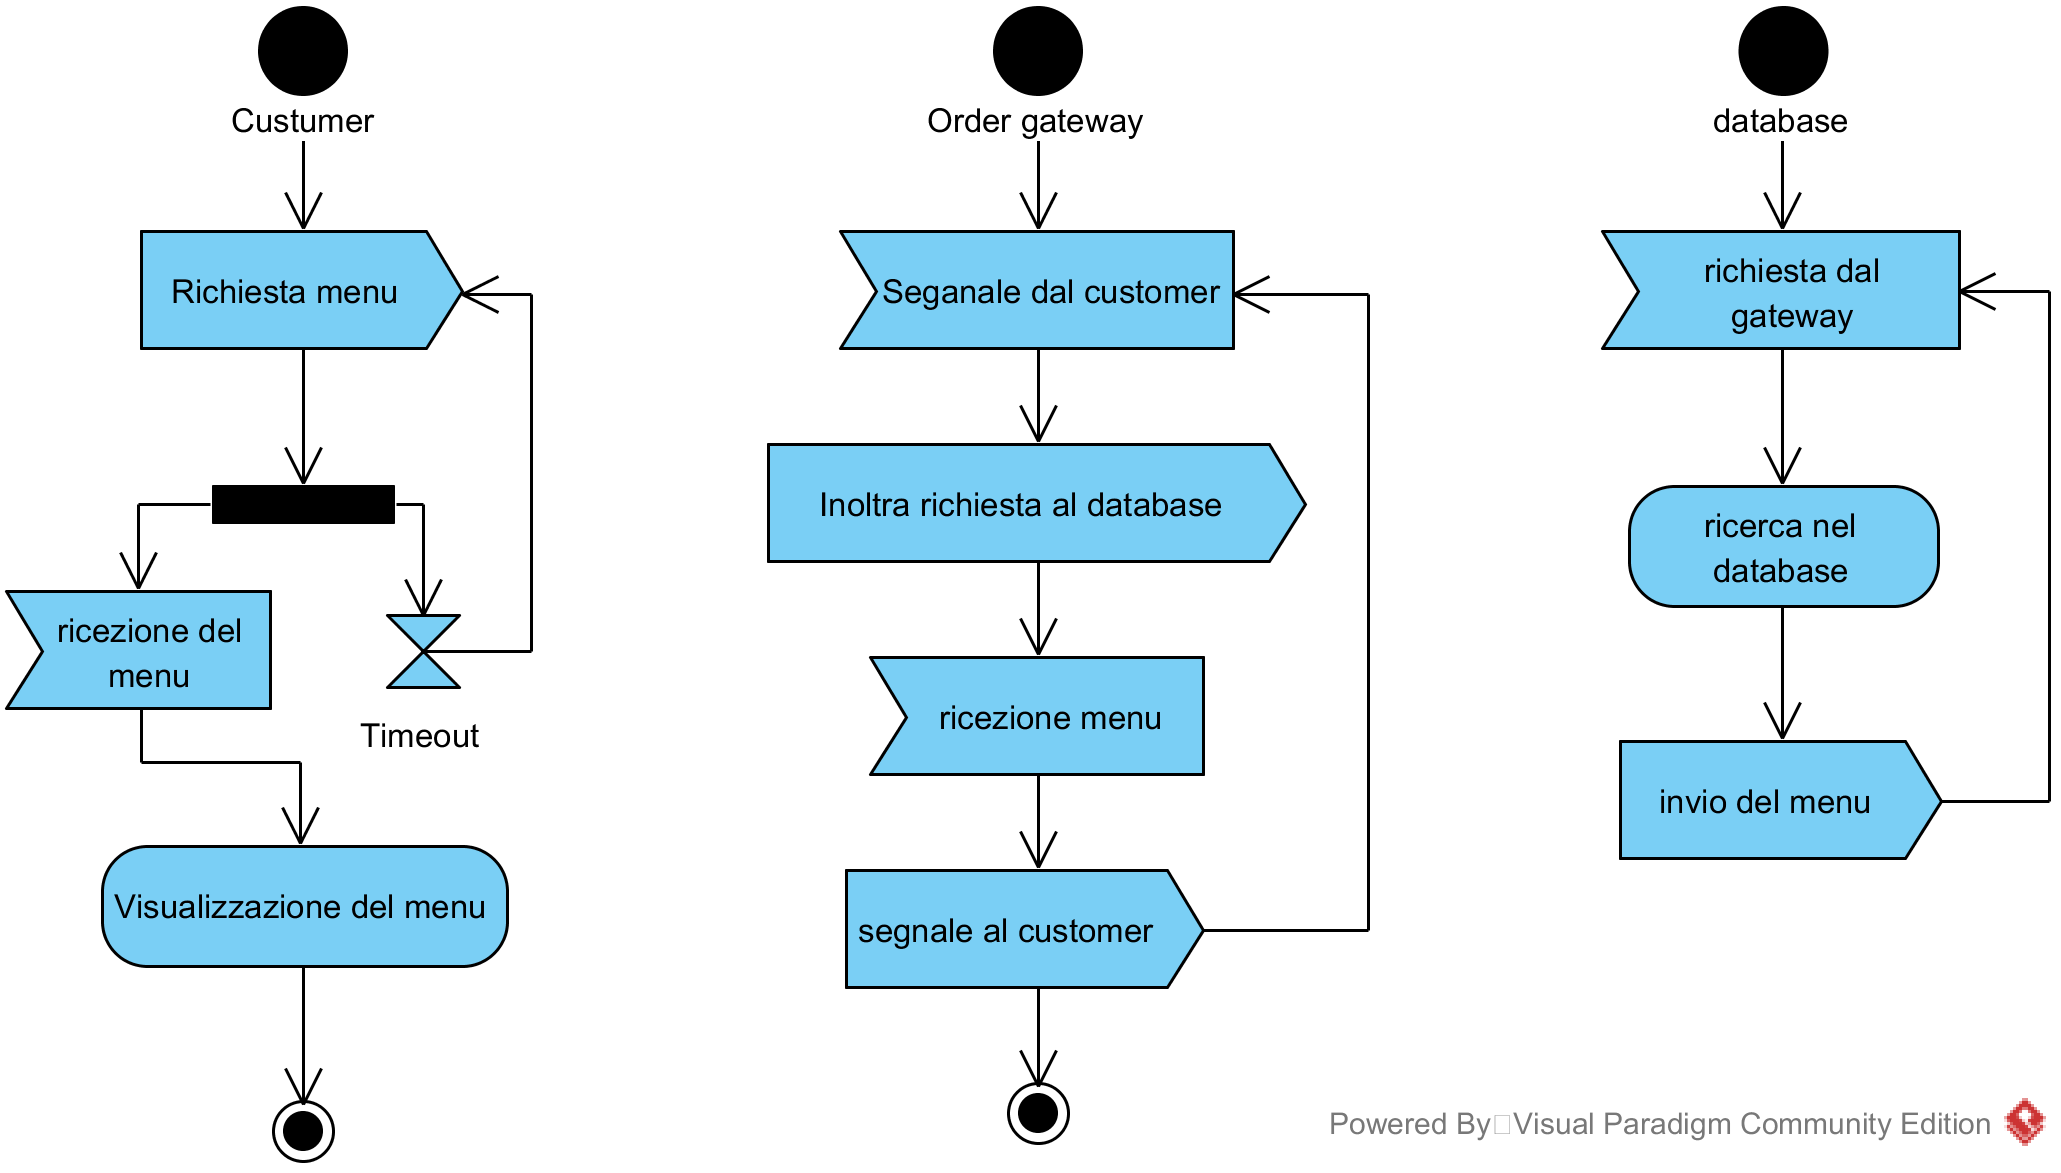 Custumer
Order gateway
database
Richiesta menu
Seganale dal customer
richiesta dal
gateway
Inoltra richiesta al database
ricerca nel
database
ricezione del
menu
Timeout
ricezione menu
invio del menu
Visualizzazione del menu
segnale al customer
Powered By Visual Paradigm Community Edition